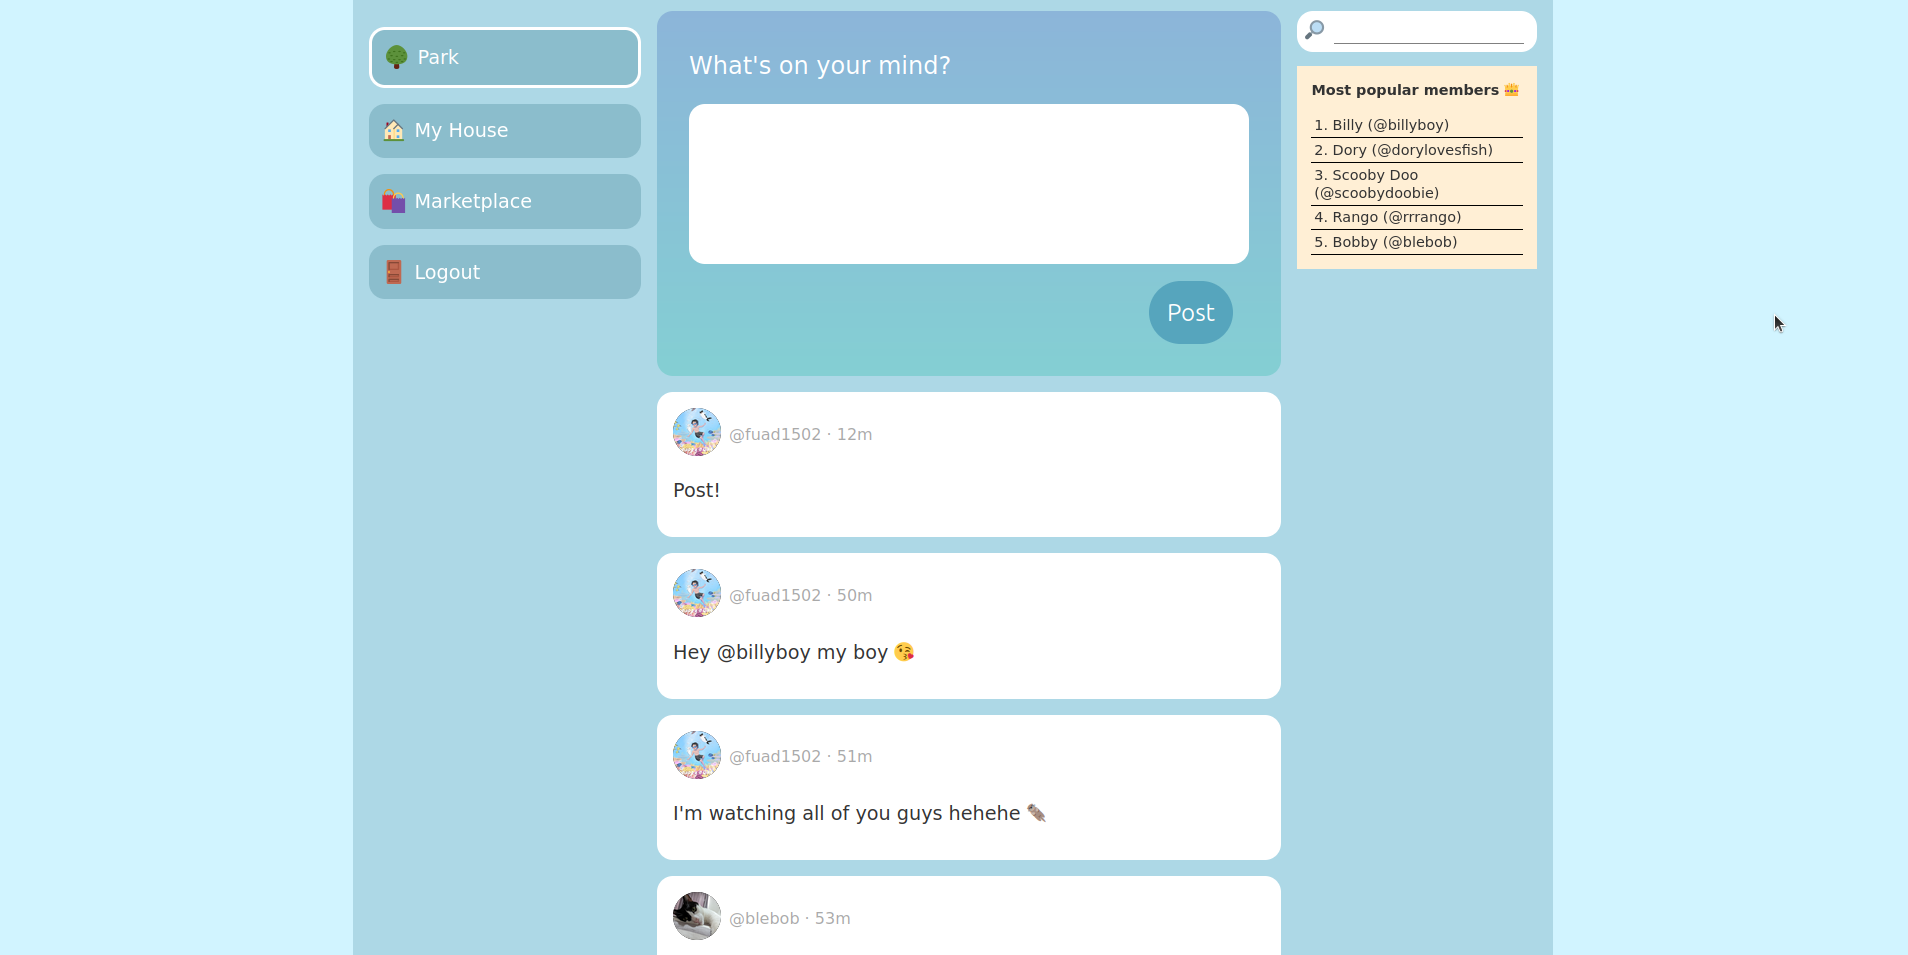 Park
My House
Marketplace
Logout
What's on your mind?
Post
@fuad1502 · 12m
Post!
@fuad1502 · 50m
Hey @billyboy my boy 😘
@fuad1502 · 51m
I'm watching all of you guys hehehe 🪶
@blebob · 53m
Most popular members 👑
1. Billy (@billyboy)
2. Dory (@dorylovesfish)
3. Scooby Doo
(@scoobydoobie)
4. Rango (@rrrango)
5. Bobby (@blebob)